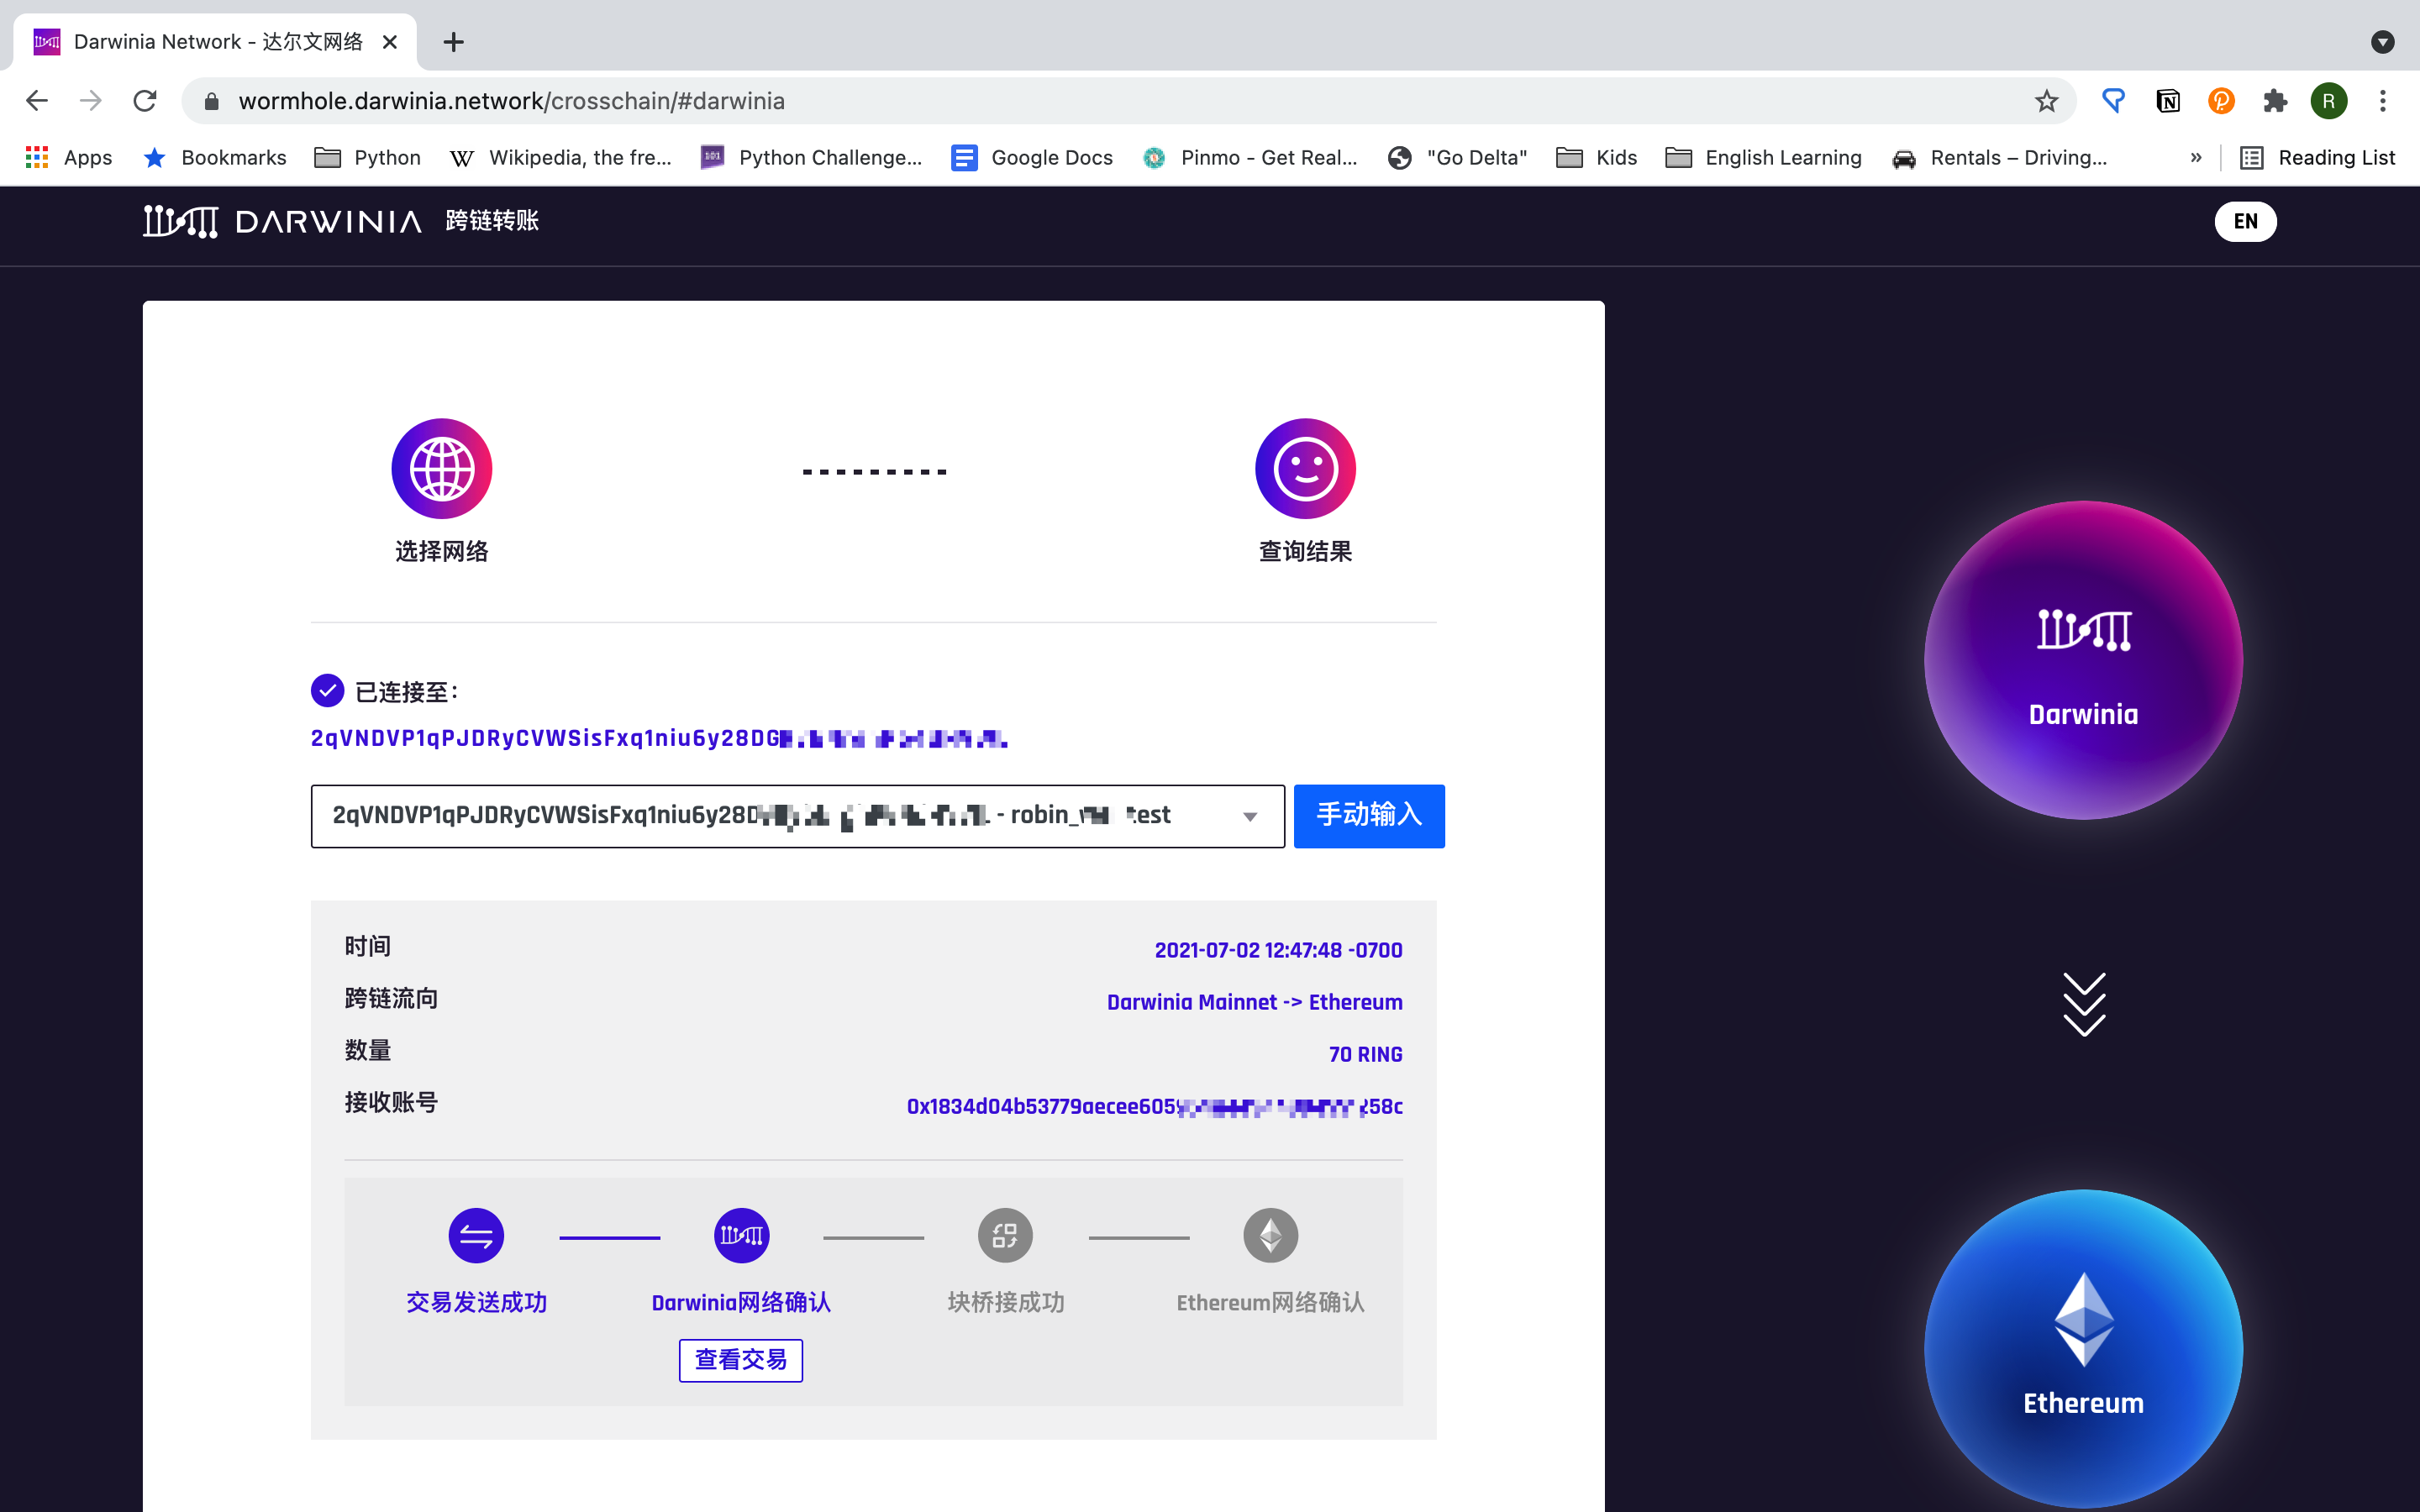 Darwinia Network - 达尔文网络
wormhole.darwinia.network/crosschain/#darwinia
R
Apps Bookmarks Python Wikipedia, the fre... Python Challenge... Google Docs Pinmo - Get Real... "Go Delta" Kids English Learning Rentals – Driving... » Reading List
DARWINIA 跨链转账
EN
选择网络 查询结果
已连接至：
2qVNDVP1qPJDRyCVWSisFxq1niu6y28DG
2qVNDVP1qPJDRyCVWSisFxq1niu6y28D - robin_ test
手动输入
时间 2021-07-02 12:47:48 -0700
跨链流向 Darwinia Mainnet -> Ethereum
数量 70 RING
接收账号 0x1834d04b53779aecee605 258c
交易发送成功 Darwinia网络确认 块桥接成功 Ethereum网络确认
查看交易
Darwinia
Ethereum